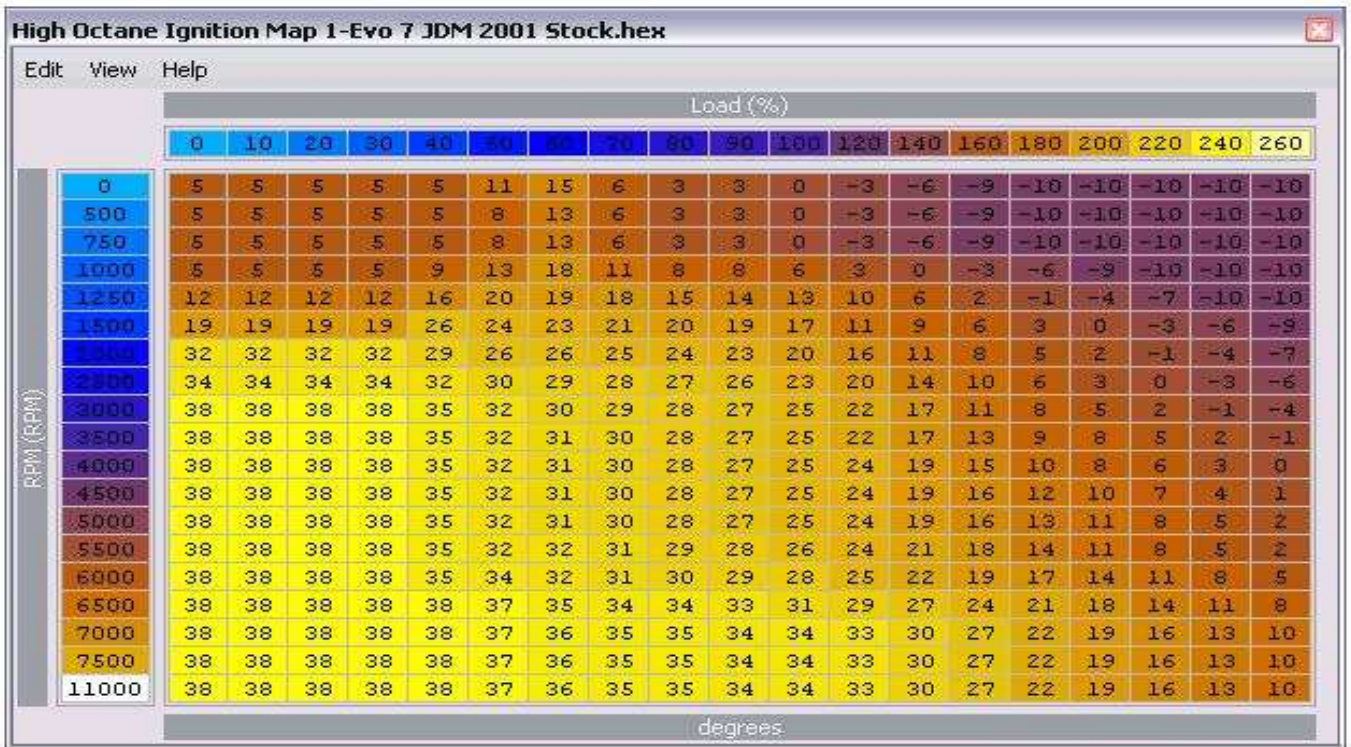 High Octane Ignition Map 1-Evo 7 JDM 2001 Stock.hex
Edit View Help
Load (%)
0 10 20 30 40 50 60 70 80 90 100 120 140 160 180 200 220 240 260
RPM (RPM)
0 5 5 5 5 5 11 15 6 3 3 0 -3 -6 -9 -10 -10 -10 -10 -10
500 5 5 5 5 5 8 13 6 3 3 0 -3 -6 -9 -10 -10 -10 -10 -10
750 5 5 5 5 5 8 13 6 3 3 0 -3 -6 -9 -10 -10 -10 -10 -10
1000 5 5 5 5 9 13 18 11 8 8 6 3 0 -3 -6 -9 -10 -10 -10
1250 12 12 12 12 16 20 19 18 15 14 13 10 6 2 -1 -4 -7 -10 -10
1500 19 19 19 19 26 24 23 21 20 19 17 11 9 6 3 0 -3 -6 -9
2000 32 32 32 32 29 26 26 25 24 23 20 16 11 8 5 2 -1 -4 -7
2500 34 34 34 34 32 30 29 28 27 26 23 20 14 10 6 3 0 -3 -6
3000 38 38 38 38 35 32 30 29 28 27 25 22 17 11 8 5 2 -1 -4
3500 38 38 38 38 35 32 31 30 28 27 25 22 17 13 9 8 5 2 -1
4000 38 38 38 38 35 32 31 30 28 27 25 24 19 15 10 8 6 3 0
4500 38 38 38 38 35 32 31 30 28 27 25 24 19 16 12 10 7 4 1
5000 38 38 38 38 35 32 31 30 28 27 25 24 19 16 13 11 8 5 2
5500 38 38 38 38 35 32 32 31 29 28 26 24 21 18 14 11 8 5 2
6000 38 38 38 38 35 34 32 31 30 29 28 25 22 19 17 14 11 8 5
6500 38 38 38 38 38 37 35 34 34 33 31 29 27 24 21 18 14 11 8
7000 38 38 38 38 38 37 36 35 35 34 34 33 30 27 22 19 16 13 10
7500 38 38 38 38 38 37 36 35 35 34 34 33 30 27 22 19 16 13 10
11000 38 38 38 38 38 37 36 35 35 34 34 33 30 27 22 19 16 13 10
degrees